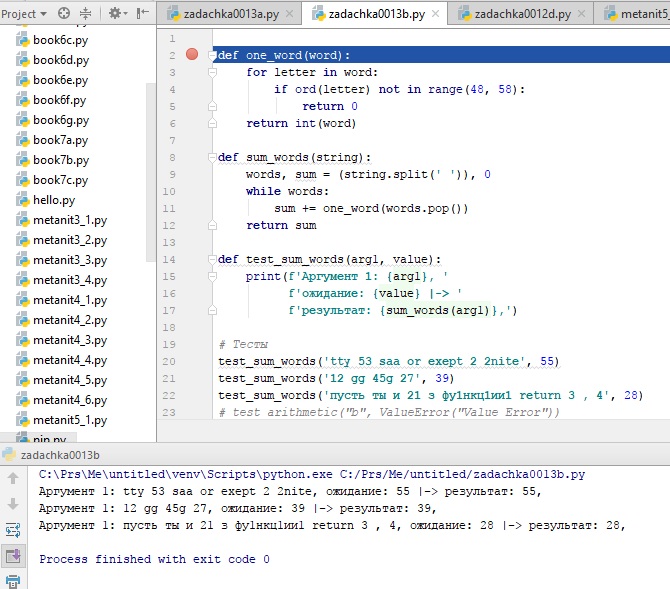 Project
zadachka0013a.py
zadachka0013b.py
zadachka0012d.py
metanit5_
book6c.py
book6d.py
book6e.py
book6f.py
book6g.py
book7a.py
book7b.py
book7c.py
hello.py
metanit3_1.py
metanit3_2.py
metanit3_3.py
metanit3_4.py
metanit4_1.py
metanit4_2.py
metanit4_3.py
metanit4_4.py
metanit4_5.py
metanit4_6.py
metanit5_1.py
nin.py
1
2 def one_word(word):
3 for letter in word:
4 if ord(letter) not in range(48, 58):
5 return 0
6 return int(word)
7
8 def sum_words(string):
9 words, sum = (string.split(' ')), 0
10 while words:
11 sum += one_word(words.pop())
12 return sum
13
14 def test_sum_words(arg1, value):
15 print(f'Аргумент 1: {arg1}, '
16 f'ожидание: {value} |-> '
17 f'результат: {sum_words(arg1)},')
18
19 # Тесты
20 test_sum_words('tty 53 saa or exept 2 2nite', 55)
21 test_sum_words('12 gg 45g 27', 39)
22 test_sum_words('пусть ты и 21 з фу1нкц1ии1 return 3 , 4', 28)
23 # test arithmetic("b", ValueError("Value Error"))
zadachka0013b
C:\Prs\Me\untitled\venv\Scripts\python.exe C:/Prs/Me/untitled/zadachka0013b.py
Аргумент 1: tty 53 saa or exept 2 2nite, ожидание: 55 |-> результат: 55,
Аргумент 1: 12 gg 45g 27, ожидание: 39 |-> результат: 39,
Аргумент 1: пусть ты и 21 з фу1нкц1ии1 return 3 , 4, ожидание: 28 |-> результат: 28,
Process finished with exit code 0